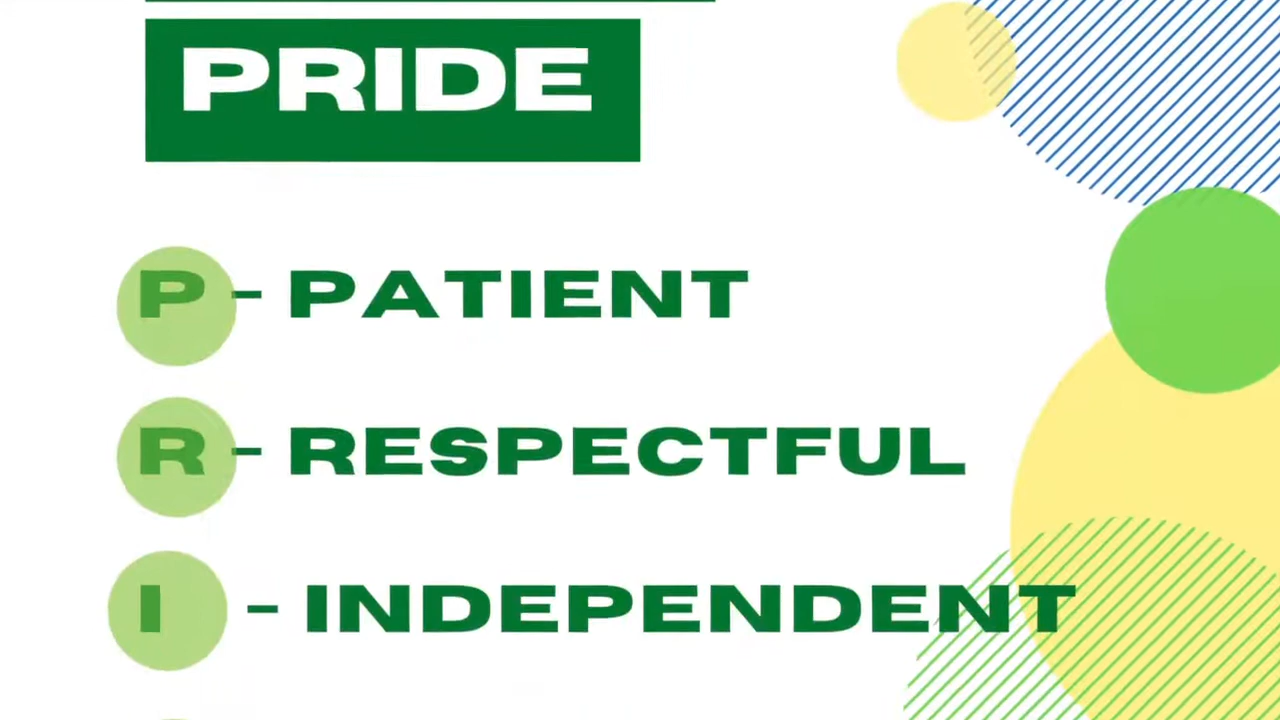 PRIDE
P - PATIENT
R - RESPECTFUL
I - INDEPENDENT